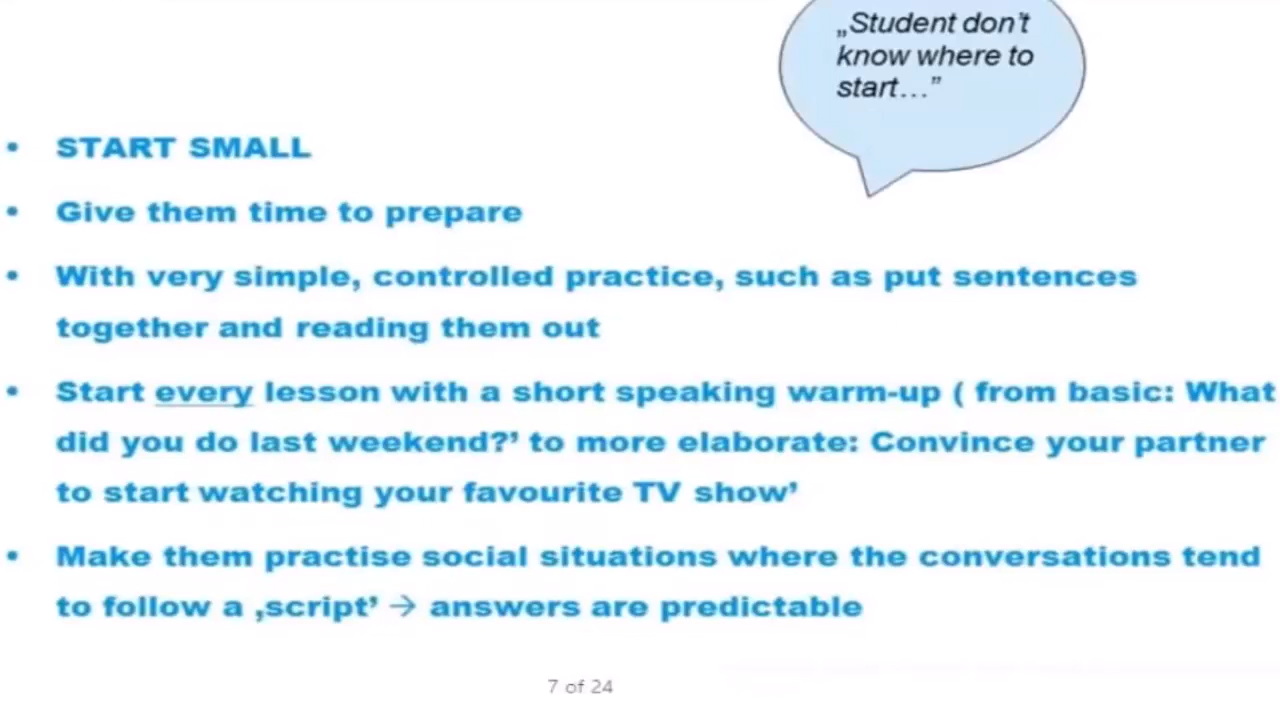 „Student don't
know where to
start…”
• START SMALL
• Give them time to prepare
• With very simple, controlled practice, such as put sentences
together and reading them out
• Start every lesson with a short speaking warm-up ( from basic: What
did you do last weekend?’ to more elaborate: Convince your partner
to start watching your favourite TV show’
• Make them practise social situations where the conversations tend
to follow a ‚script’ → answers are predictable
7 of 24